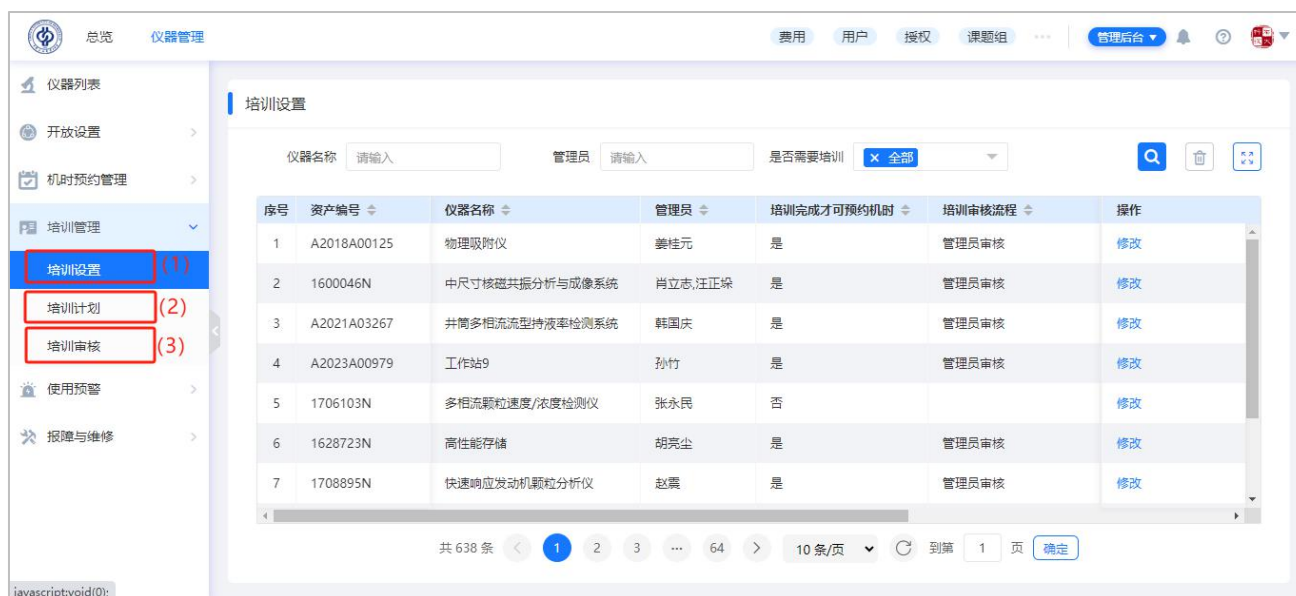 总览 仪器管理 费用 用户 授权 课题组 ··· 管理后台
仪器列表
开放设置
机时预约管理
培训管理
培训设置 (1)
培训计划 (2)
培训审核 (3)
使用预警
报障与维修
培训设置
仪器名称 请输入 管理员 请输入 是否需要培训 × 全部
序号 资产编号 仪器名称 管理员 培训完成才可预约机时 培训审核流程 操作
1 A2018A00125 物理吸附仪 姜桂元 是 管理员审核 修改
2 1600046N 中尺寸核磁共振分析与成像系统 肖立志,汪正垛 是 管理员审核 修改
3 A2021A03267 井筒多相流流型持液率检测系统 韩国庆 是 管理员审核 修改
4 A2023A00979 工作站9 孙竹 是 管理员审核 修改
5 1706103N 多相流颗粒速度/浓度检测仪 张永民 否 修改
6 1628723N 高性能存储 胡亮尘 是 管理员审核 修改
7 1708895N 快速响应发动机颗粒分析仪 赵震 是 管理员审核 修改
共 638 条 < 1 2 3 ··· 64 > 10 条/页 到第 1 页 确定
javascript:void(0);